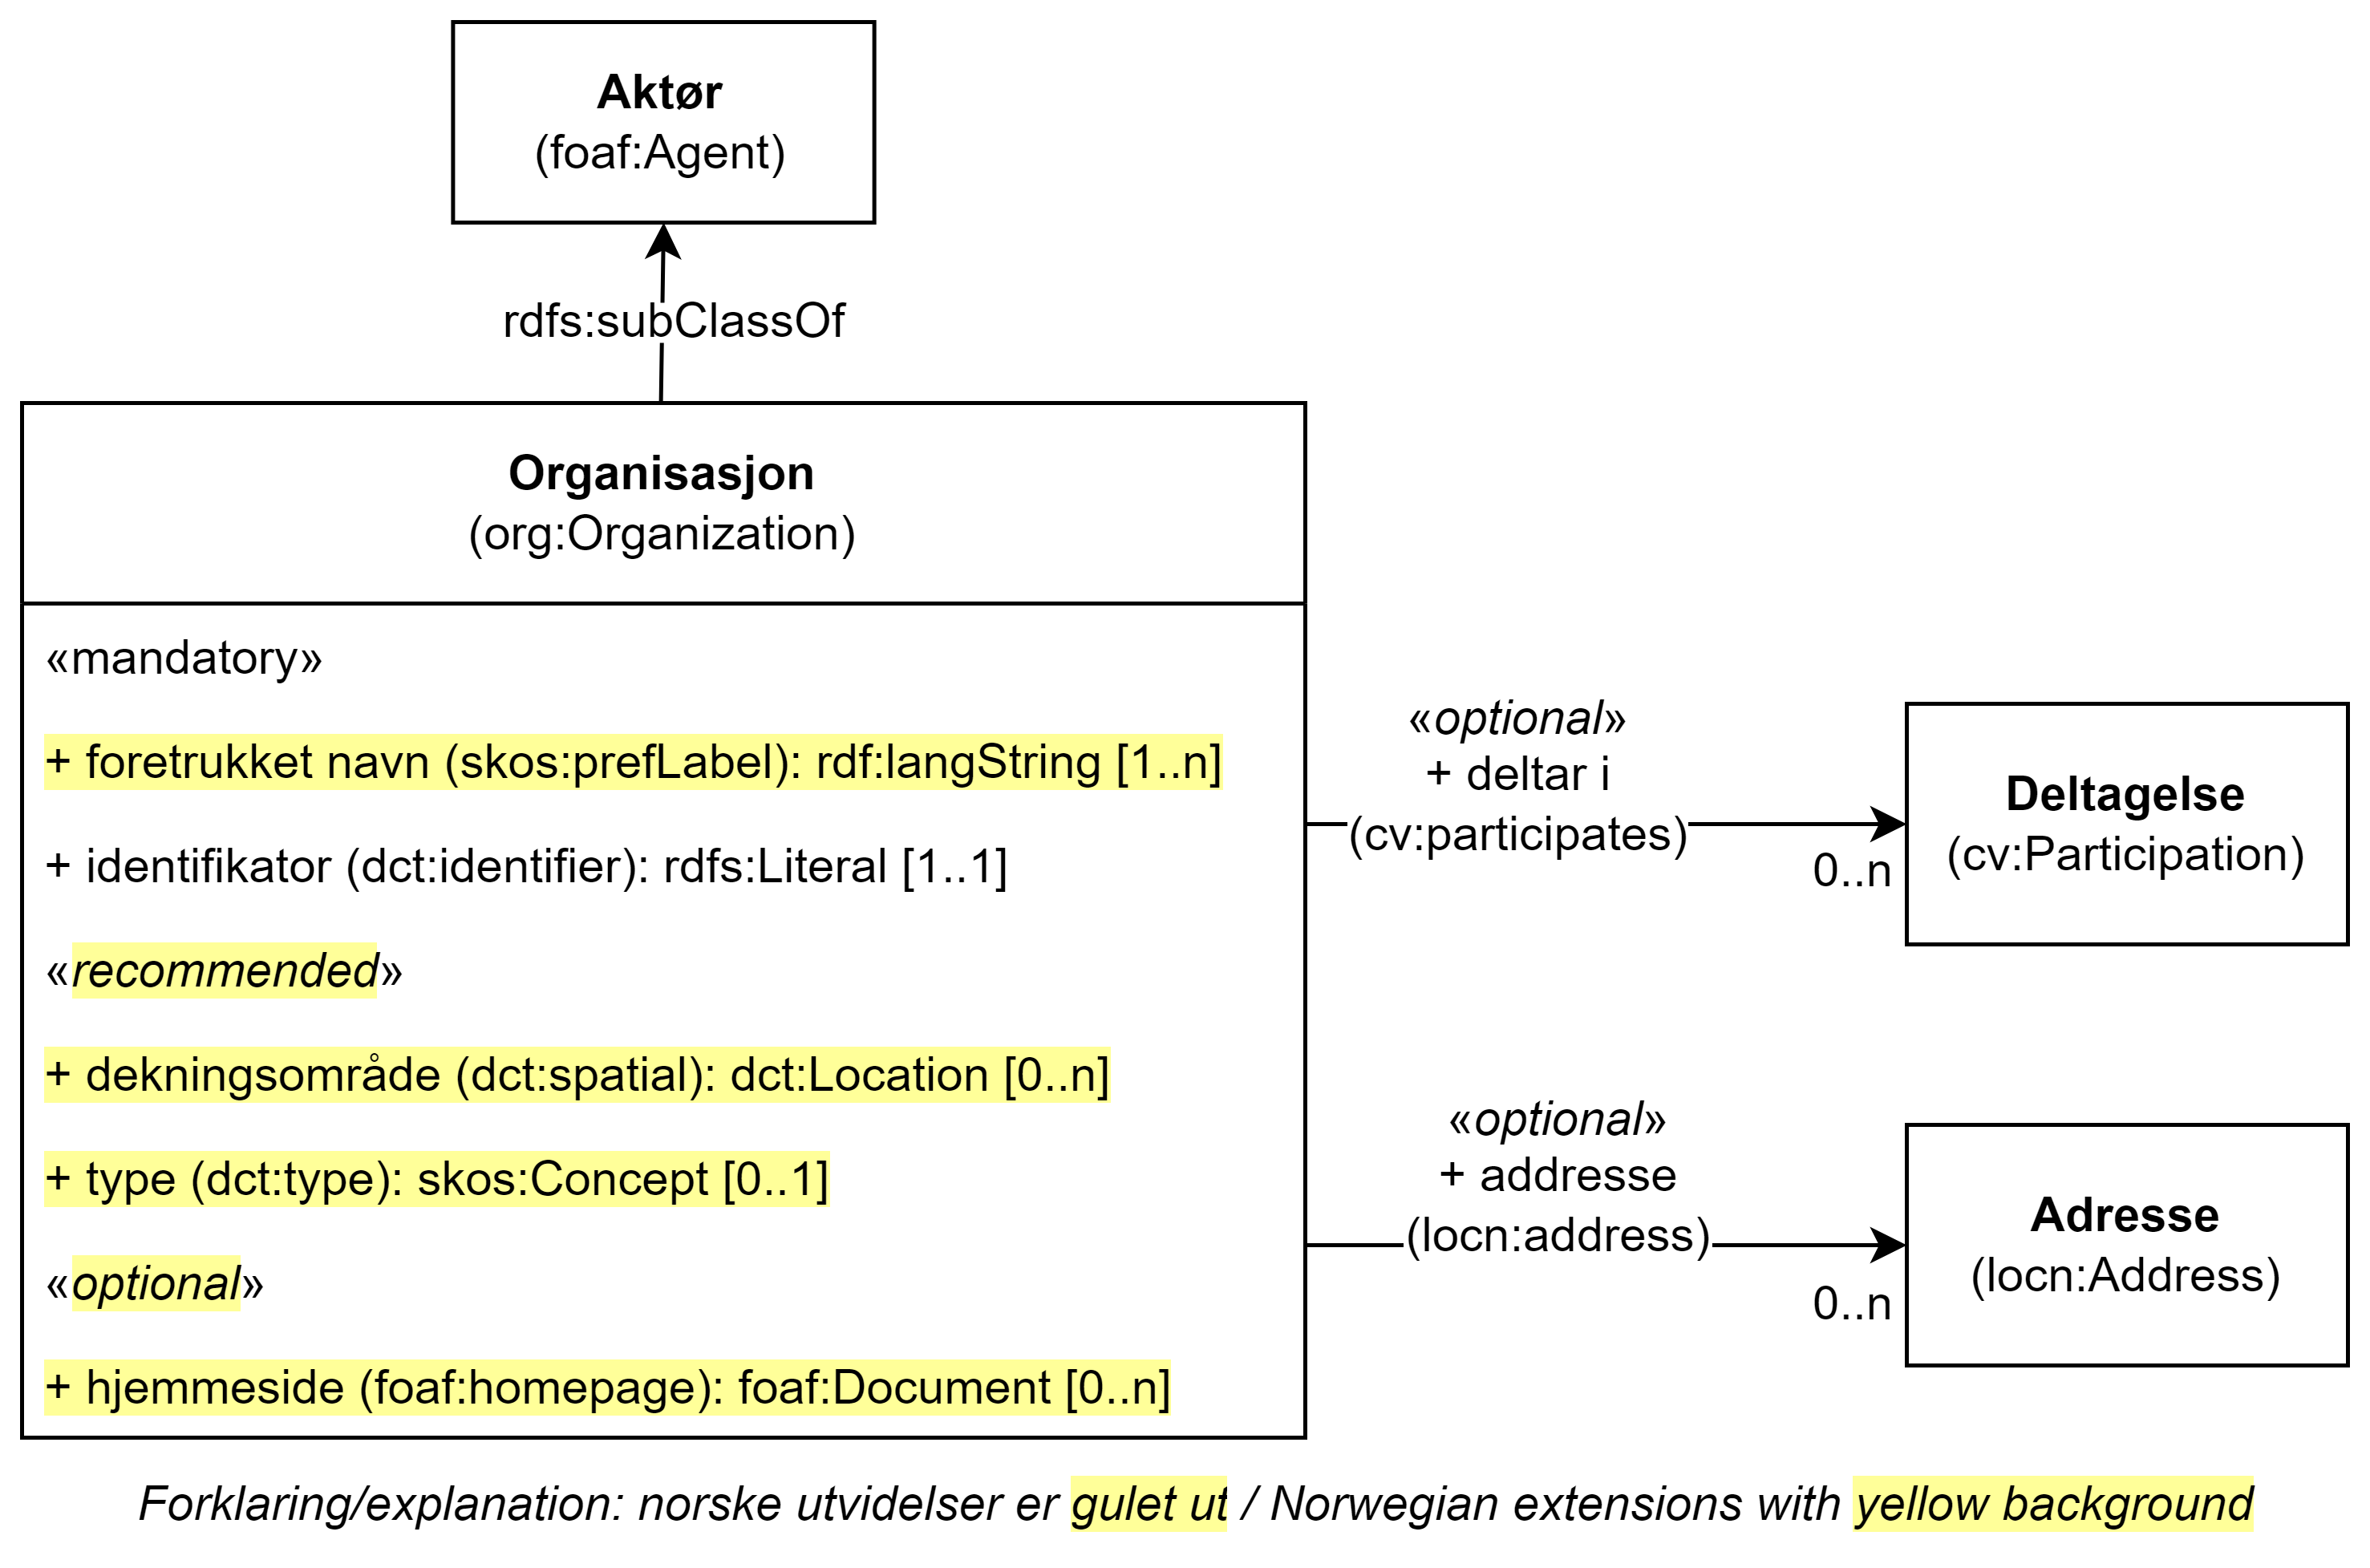 Aktør
(foaf:Agent)
rdfs:subClassOf
Organisasjon
(org:Organization)
«mandatory»
+ foretrukket navn (skos:prefLabel): rdf:langString [1..n]
+ identifikator (dct:identifier): rdfs:Literal [1..1]
«recommended»
+ dekningsområde (dct:spatial): dct:Location [0..n]
+ type (dct:type): skos:Concept [0..1]
«optional»
+ hjemmeside (foaf:homepage): foaf:Document [0..n]
«optional»
+ deltar i
(cv:participates)
0..n
Deltagelse
(cv:Participation)
«optional»
+ addresse
(locn:address)
0..n
Adresse
(locn:Address)
Forklaring/explanation: norske utvidelser er gulet ut / Norwegian extensions with yellow background